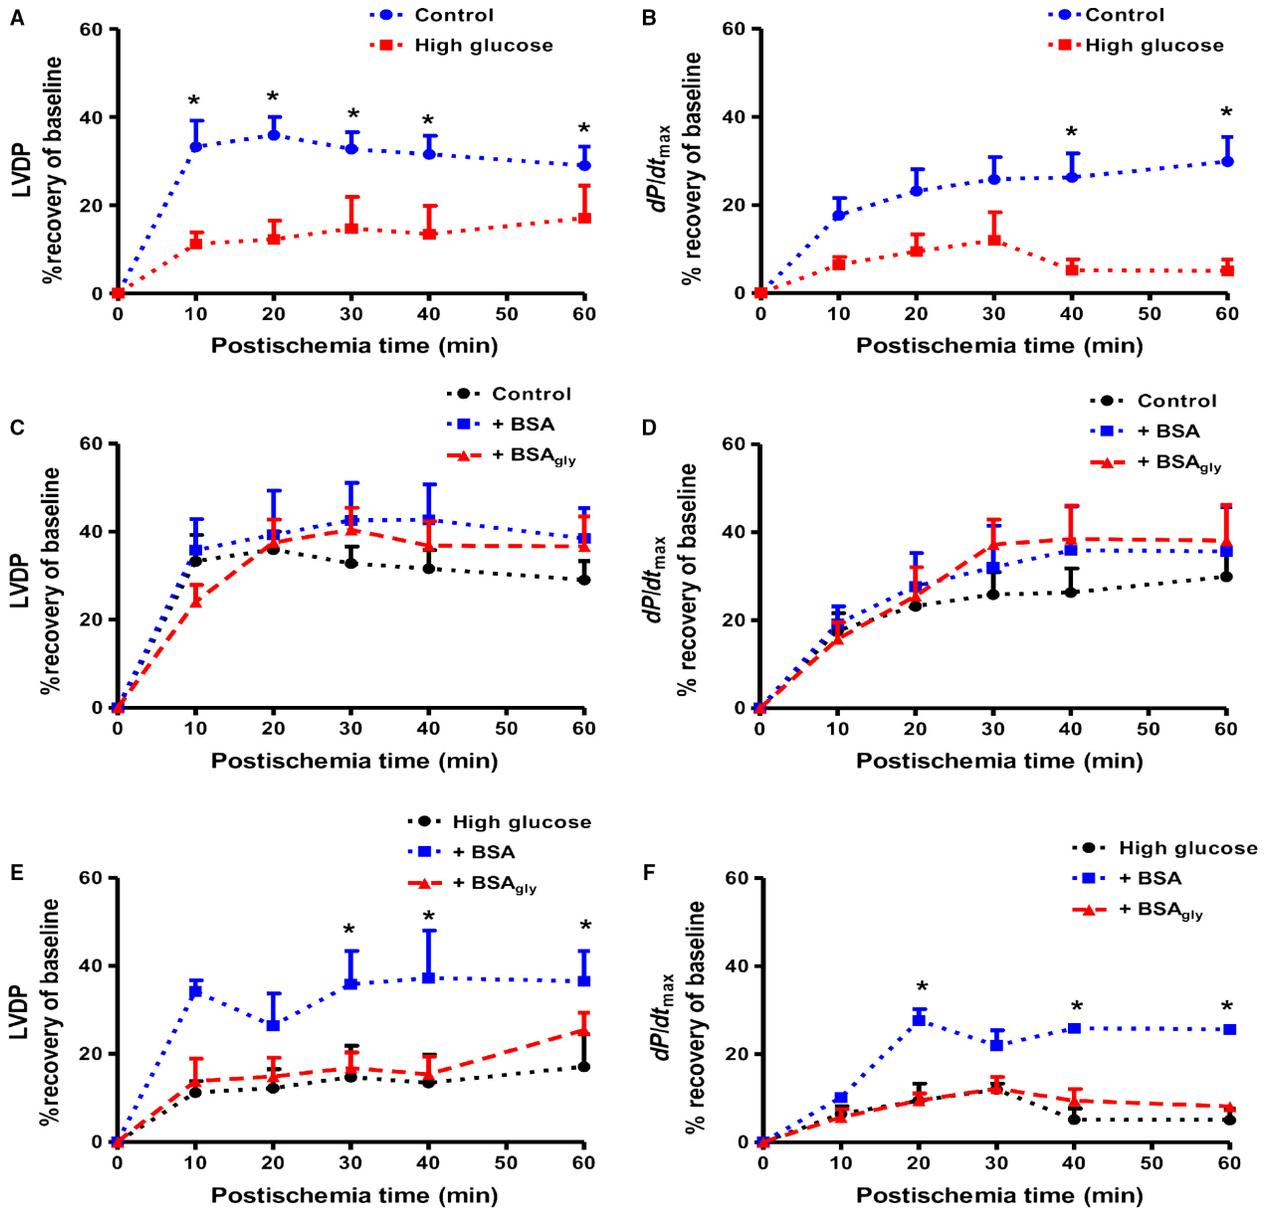 A
Control
High glucose
60
40
20
0
* * * * *
LVDP
%recovery of baseline
0 10 20 30 40 50 60
Postischemia time (min)
B
Control
High glucose
60
40
20
0
* *
dP/dtmax
% recovery of baseline
0 10 20 30 40 50 60
Postischemia time (min)
C
Control
+ BSA
+ BSAgly
60
40
20
0
LVDP
%recovery of baseline
0 10 20 30 40 50 60
Postischemia time (min)
D
Control
+ BSA
+ BSAgly
60
40
20
0
dP/dtmax
% recovery of baseline
0 10 20 30 40 50 60
Postischemia time (min)
E
High glucose
+ BSA
+ BSAgly
60
40
20
0
* * *
LVDP
%recovery of baseline
0 10 20 30 40 50 60
Postischemia time (min)
F
High glucose
+ BSA
+ BSAgly
60
40
20
0
* * *
dP/dtmax
% recovery of baseline
0 10 20 30 40 50 60
Postischemia time (min)